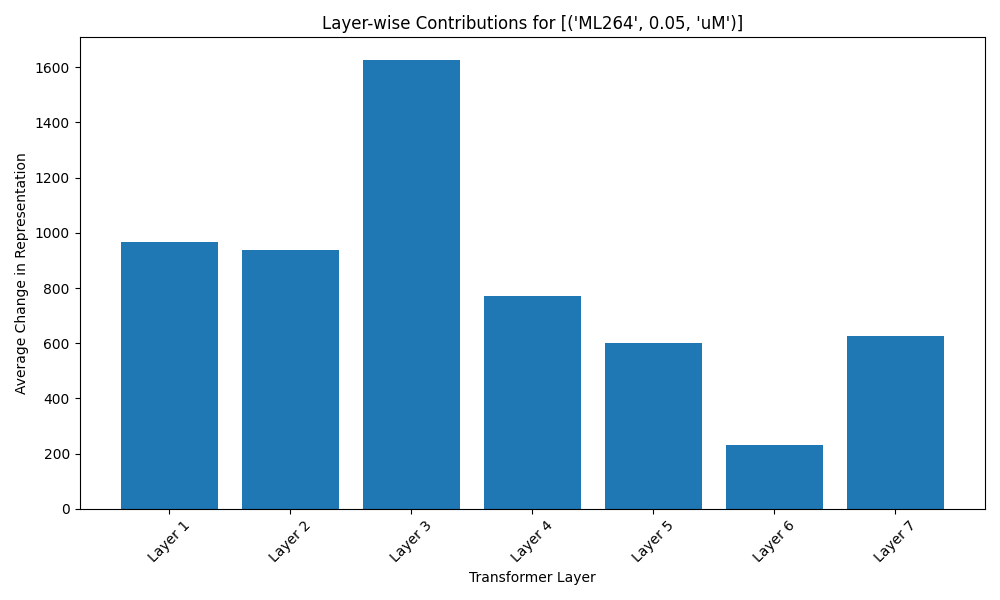 Layer-wise Contributions for [('ML264', 0.05, 'uM')]
Average Change in Representation
1600
1400
1200
1000
800
600
400
200
0
Layer 1
Layer 2
Layer 3
Layer 4
Layer 5
Layer 6
Layer 7
Transformer Layer